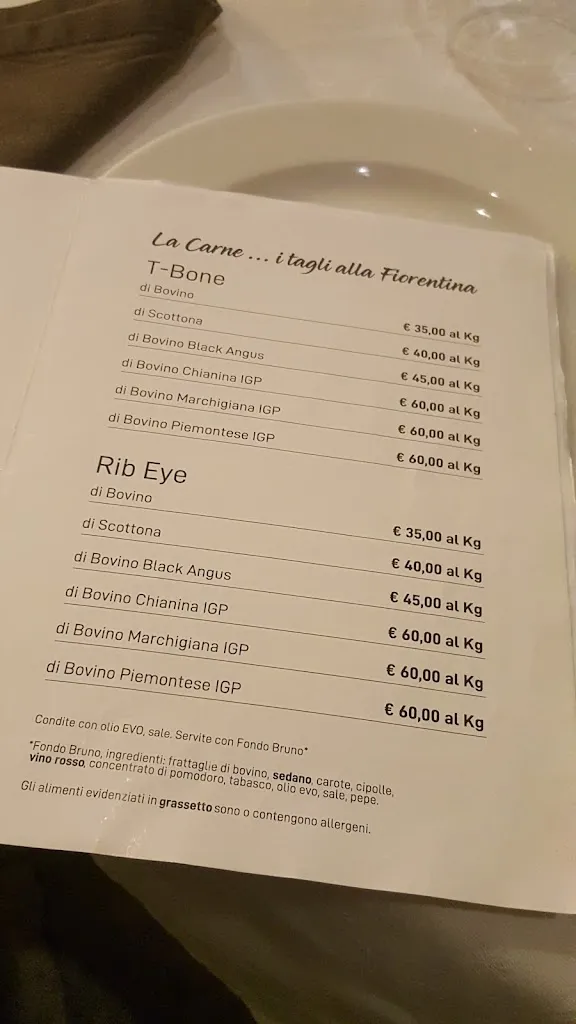 La Carne ... i tagli alla Fiorentina
T-Bone
di Bovino € 35,00 al Kg
di Scottona € 40,00 al Kg
di Bovino Black Angus € 45,00 al Kg
di Bovino Chianina IGP € 60,00 al Kg
di Bovino Marchigiana IGP € 60,00 al Kg
di Bovino Piemontese IGP € 60,00 al Kg
Rib Eye
di Bovino € 35,00 al Kg
di Scottona € 40,00 al Kg
di Bovino Black Angus € 45,00 al Kg
di Bovino Chianina IGP € 60,00 al Kg
di Bovino Marchigiana IGP € 60,00 al Kg
di Bovino Piemontese IGP € 60,00 al Kg
Condite con olio EVO, sale. Servite con Fondo Bruno*
*Fondo Bruno, ingredienti: frattaglie di bovino, sedano, carote, cipolle,
vino rosso, concentrato di pomodoro, tabasco, olio evo, sale, pepe.
Gli alimenti evidenziati in grassetto sono o contengono allergeni.